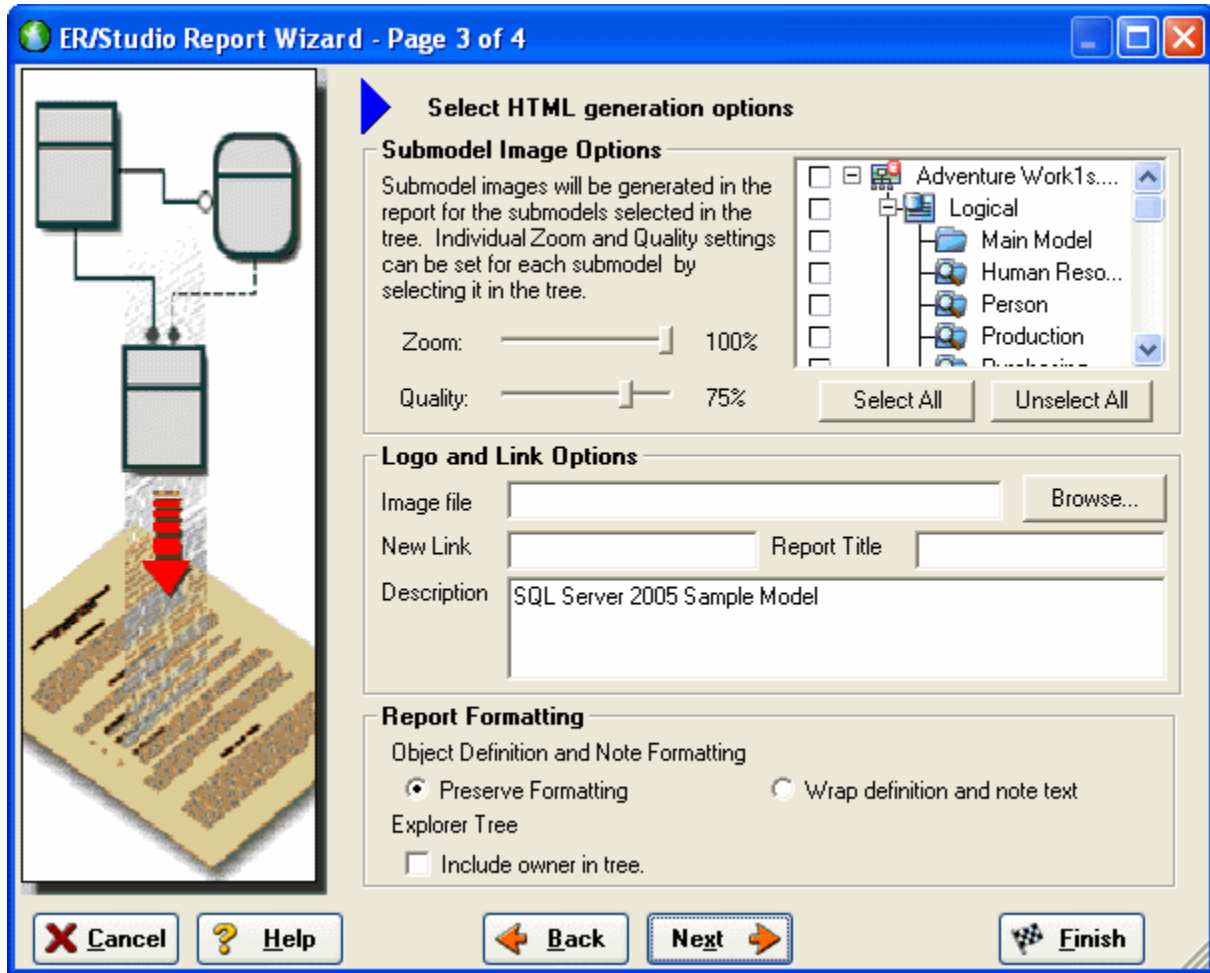 ER/Studio Report Wizard - Page 3 of 4
Select HTML generation options
Submodel Image Options
Submodel images will be generated in the
report for the submodels selected in the
tree. Individual Zoom and Quality settings
can be set for each submodel by
selecting it in the tree.
Zoom:
100%
Quality:
75%
Adventure Work1s....
Logical
Main Model
Human Reso...
Person
Production
Select All
Unselect All
Logo and Link Options
Image file
Browse...
New Link
Report Title
Description
SQL Server 2005 Sample Model
Report Formatting
Object Definition and Note Formatting
Preserve Formatting
Wrap definition and note text
Explorer Tree
Include owner in tree.
Cancel
Help
Back
Next
Finish